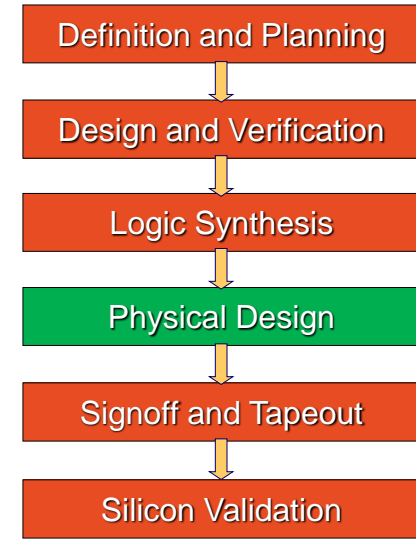 Definition and Planning
Design and Verification
Logic Synthesis
Physical Design
Signoff and Tapeout
Silicon Validation